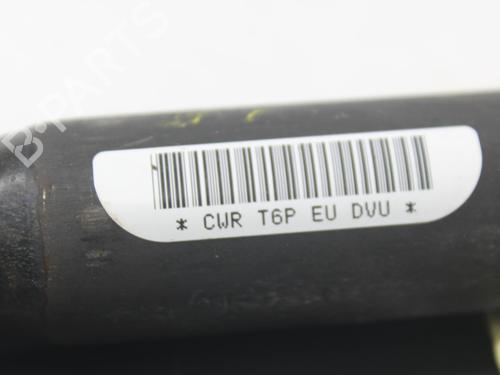 B-PARTS
* CWR T6P EU DVU *